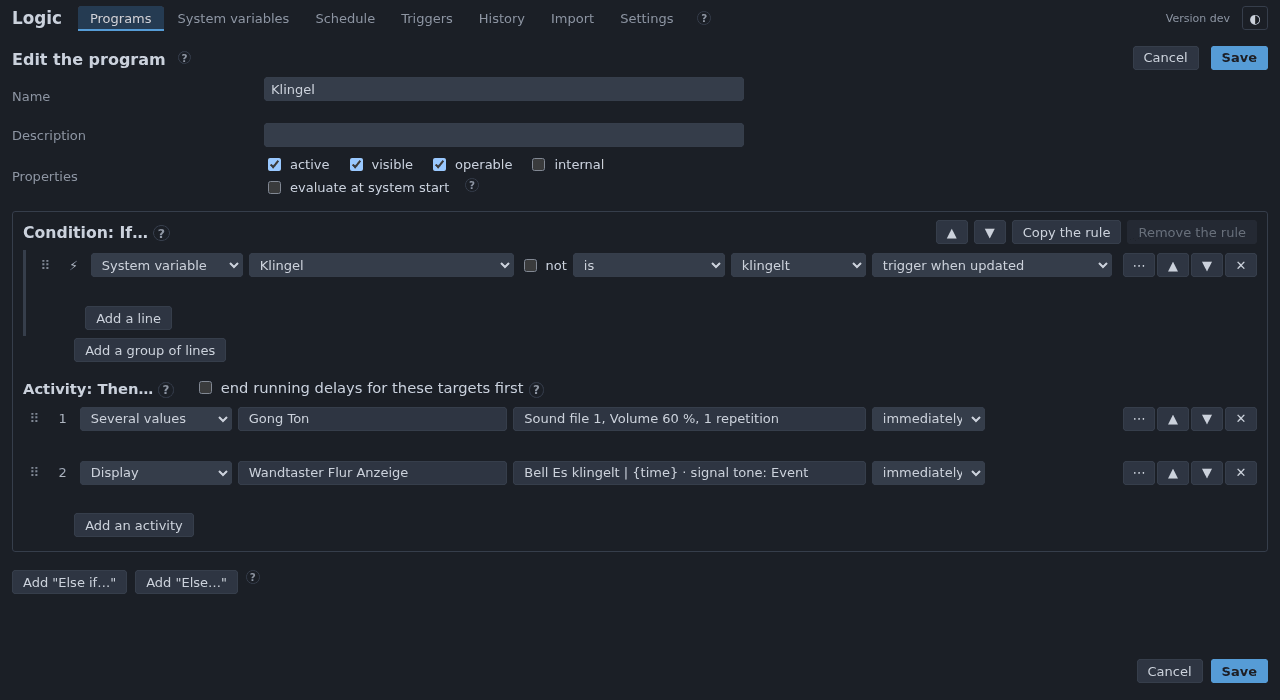 Logic Programs System variables Schedule Triggers History Import Settings ? Version dev
Edit the program ? Cancel Save
Name Klingel
Description
Properties active visible operable internal
evaluate at system start ?
Condition: If… ? ▲ ▼ Copy the rule Remove the rule
System variable Klingel not is klingelt trigger when updated ⋯ ▲ ▼ ✕
Add a line
Add a group of lines
Activity: Then… ? end running delays for these targets first ?
1 Several values Gong Ton Sound file 1, Volume 60 %, 1 repetition immediately ⋯ ▲ ▼ ✕
2 Display Wandtaster Flur Anzeige Bell Es klingelt | {time} · signal tone: Event immediately ⋯ ▲ ▼ ✕
Add an activity
Add "Else if…" Add "Else…" ?
Cancel Save